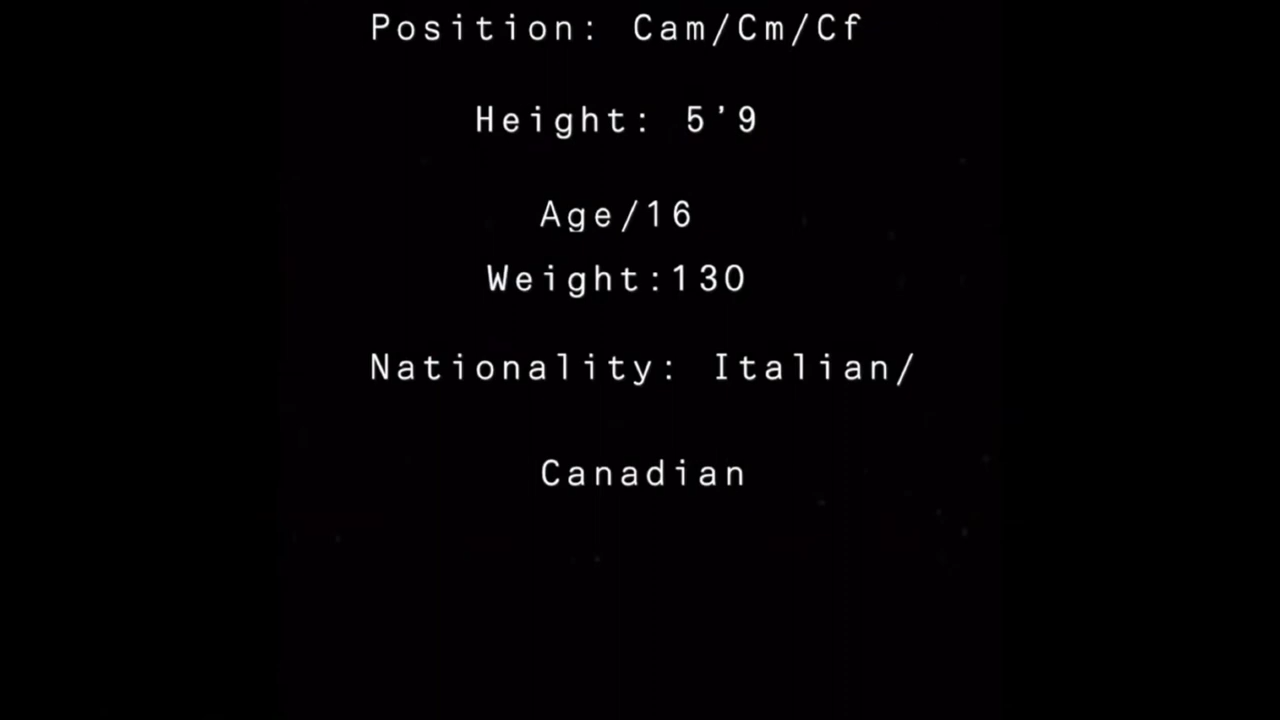 Position: Cam/Cm/Cf
Height: 5'9
Age/16
Weight:130
Nationality: Italian/
Canadian